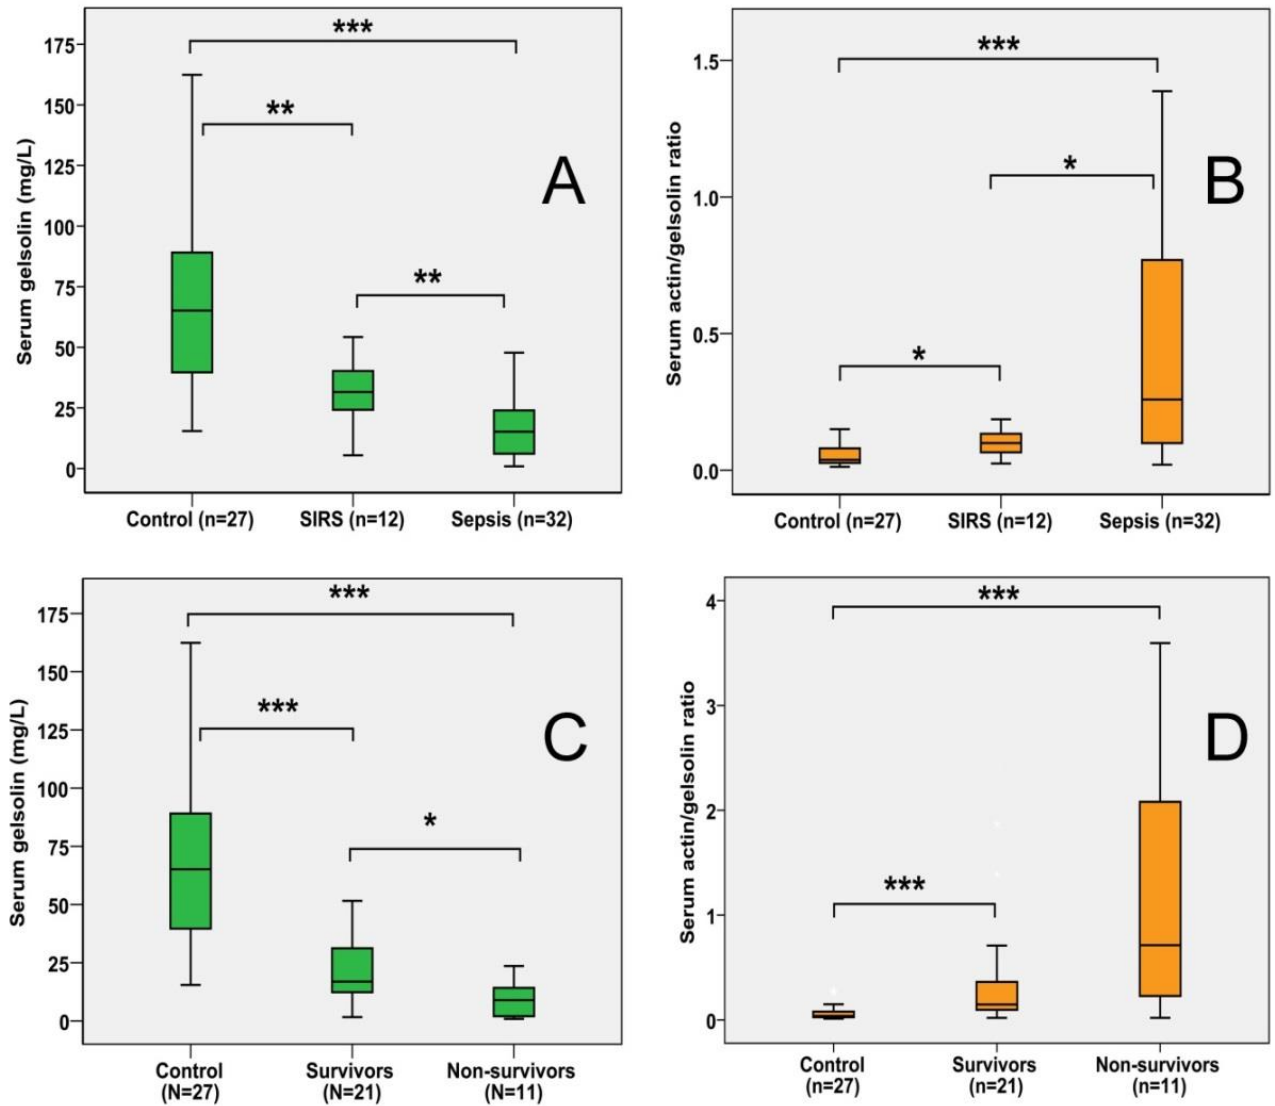 ***
175
150
**
125
A
100
75
**
50
25
0
Serum gelsolin (mg/L)
Control (n=27) SIRS (n=12) Sepsis (n=32)
***
1.5
*
B
1.0
0.5
*
0.0
Serum actin/gelsolin ratio
Control (n=27) SIRS (n=12) Sepsis (n=32)
***
175
150
***
125
C
100
*
75
50
25
0
Serum gelsolin (mg/L)
Control Survivors Non-survivors
(N=27) (N=21) (N=11)
***
4
3
D
2
***
1
0
Serum actin/gelsolin ratio
Control Survivors Non-survivors
(n=27) (n=21) (n=11)